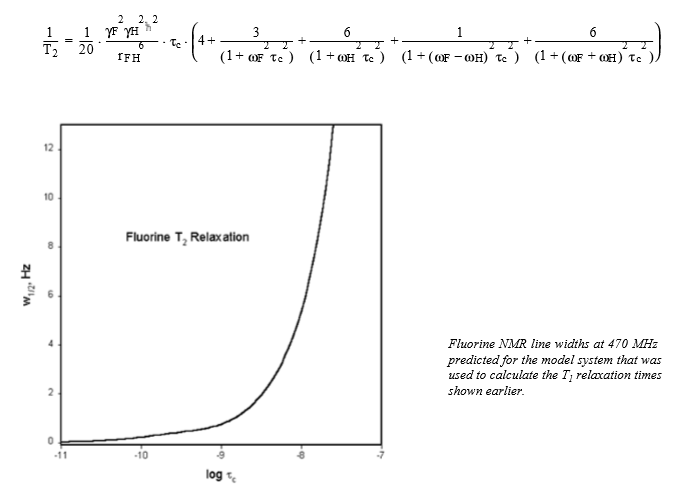 1/T₂ = 1/20 · γF² γH² ħ² / rFH⁶ · τc · (4 + 3/(1 + ωF² τc²) + 6/(1 + ωH² τc²) + 1/(1 + (ωF − ωH)² τc²) + 6/(1 + (ωF + ωH)² τc²))
12
10
Fluorine T₂ Relaxation
8
w₁/₂, Hz
6
4
2
0
-11 -10 -9 -8 -7
log τc
Fluorine NMR line widths at 470 MHz
predicted for the model system that was
used to calculate the T₁ relaxation times
shown earlier.